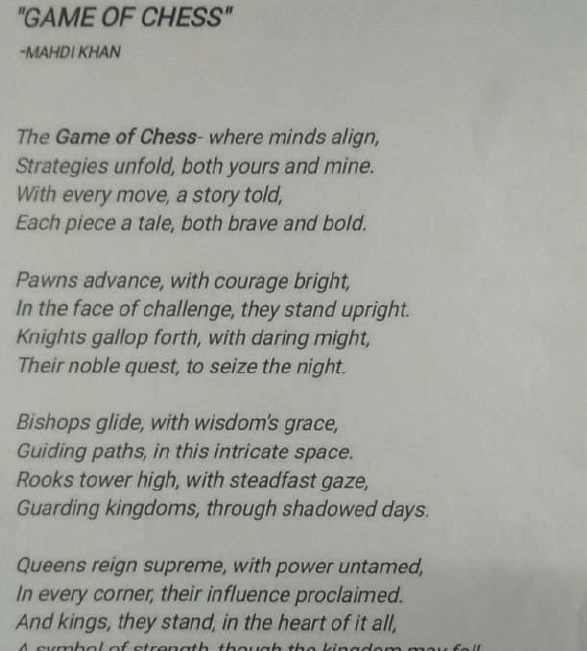 "GAME OF CHESS"
-MAHDI KHAN
The Game of Chess- where minds align,
Strategies unfold, both yours and mine.
With every move, a story told,
Each piece a tale, both brave and bold.
Pawns advance, with courage bright,
In the face of challenge, they stand upright.
Knights gallop forth, with daring might,
Their noble quest, to seize the night.
Bishops glide, with wisdom's grace,
Guiding paths, in this intricate space.
Rooks tower high, with steadfast gaze,
Guarding kingdoms, through shadowed days.
Queens reign supreme, with power untamed,
In every corner, their influence proclaimed.
And kings, they stand, in the heart of it all,
A symbol of strength, though the kingdom may fall